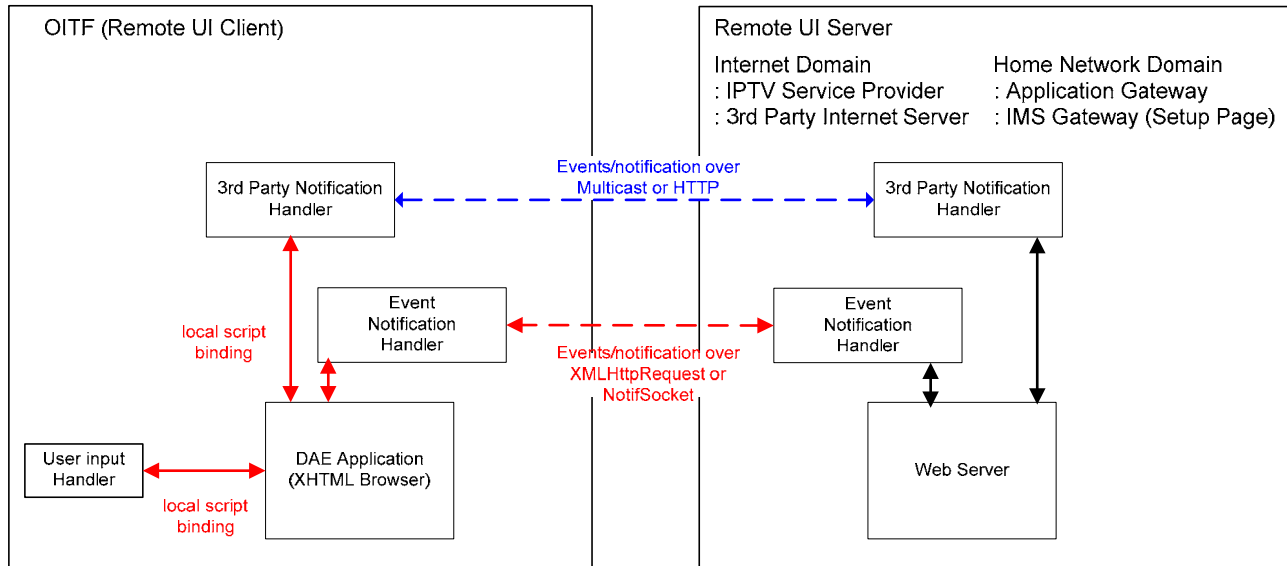 OITF (Remote UI Client)
Remote UI Server
Internet Domain
: IPTV Service Provider
: 3rd Party Internet Server
Home Network Domain
: Application Gateway
: IMS Gateway (Setup Page)
3rd Party Notification
Handler
Events/notification over
Multicast or HTTP
3rd Party Notification
Handler
local script
binding
Event
Notification
Handler
Events/notification over
XMLHttpRequest or
NotifSocket
Event
Notification
Handler
User input
Handler
local script
binding
DAE Application
(XHTML Browser)
Web Server